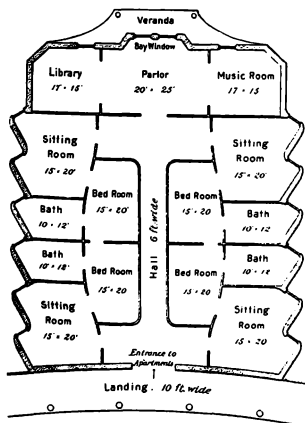 Veranda
Bay Window
Library
17' × 15'
Parlor
20' × 25'
Music Room
17 × 15
Sitting
Room
15' × 20'
Sitting
Room
15' × 20'
Bed Room
15' × 20'
Bed Room
15' × 20
Bath
10 × 12'
Bath
10 × 12
Hall 6 ft. wide
Bath
10' × 12'
Bed Room
15' × 20
Bed Room
15' × 20
Bath
10' × 12
Sitting
Room
15' × 20'
Sitting
Room
15 × 20
Entrance to
Apartments
Landing . 10 ft. wide